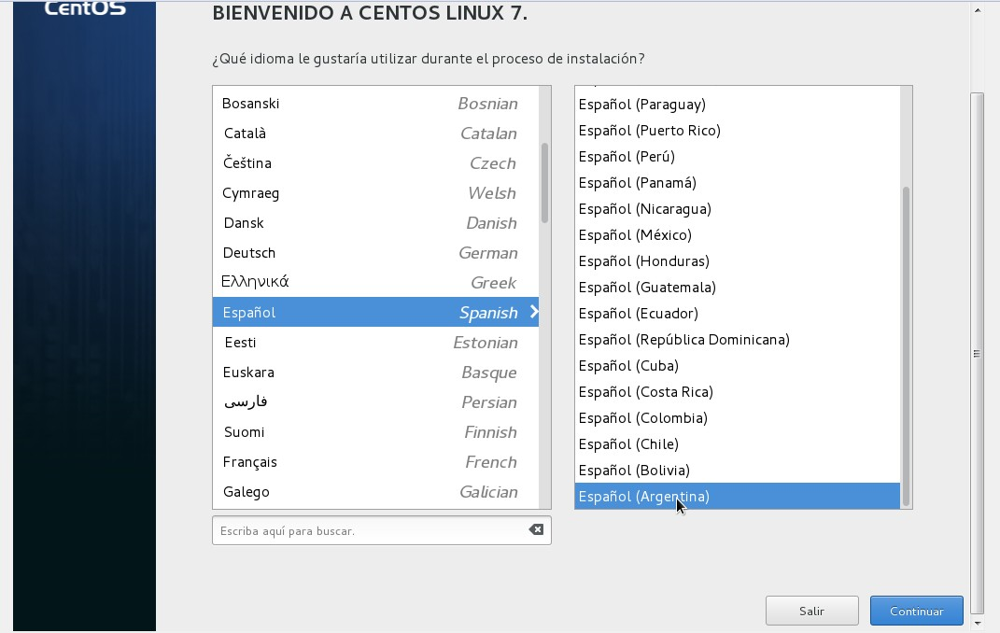 CentOS
BIENVENIDO A CENTOS LINUX 7.
¿Qué idioma le gustaría utilizar durante el proceso de instalación?
Bosanski Bosnian
Català Catalan
Čeština Czech
Cymraeg Welsh
Dansk Danish
Deutsch German
Ελληνικά Greek
Español Spanish
Eesti Estonian
Euskara Basque
فارسی Persian
Suomi Finnish
Français French
Galego Galician
Escriba aquí para buscar.
Español (Paraguay)
Español (Puerto Rico)
Español (Perú)
Español (Panamá)
Español (Nicaragua)
Español (México)
Español (Honduras)
Español (Guatemala)
Español (Ecuador)
Español (República Dominicana)
Español (Cuba)
Español (Costa Rica)
Español (Colombia)
Español (Chile)
Español (Bolivia)
Español (Argentina)
Salir
Continuar